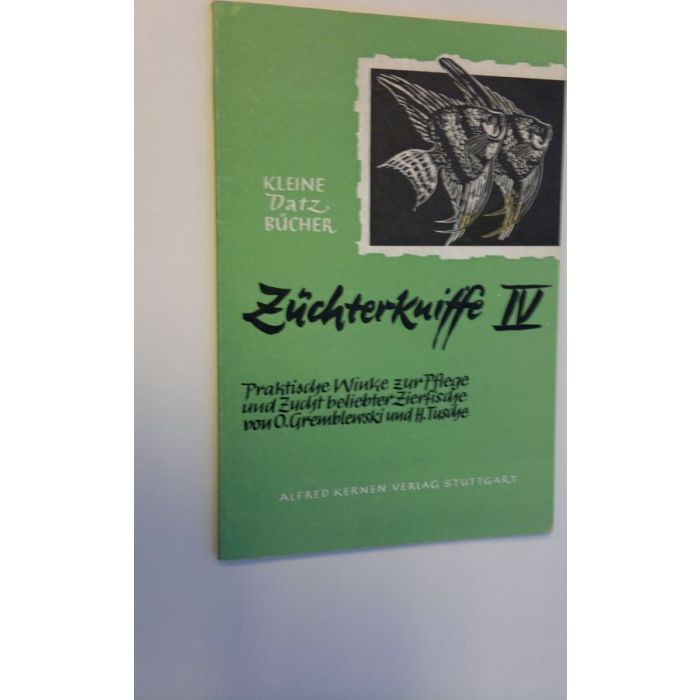 KLEINE
Datz
BÜCHER
Züchterkniffe IV
Praktische Winke zur Pflege
und Zucht beliebter Zierfische
von O. Gremblewski und H. Tusche
ALFRED KERNEN VERLAG STUTTGART